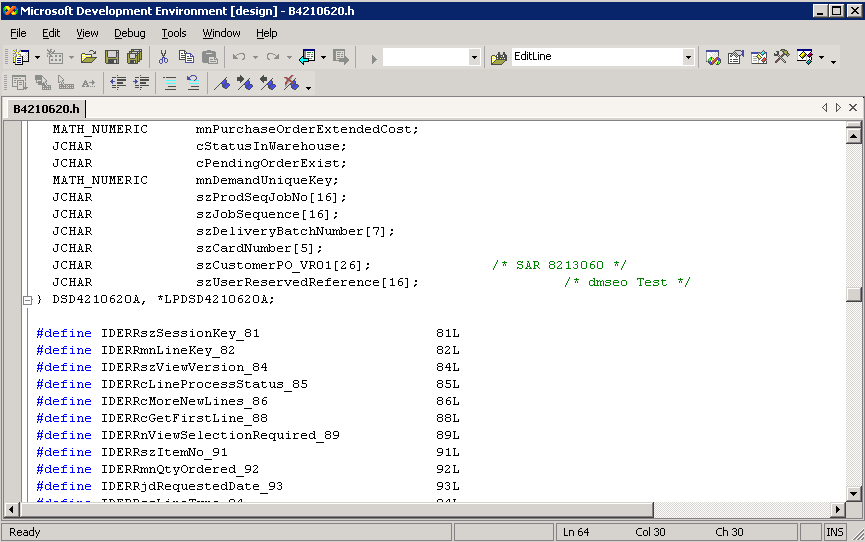 Microsoft Development Environment [design] - B4210620.h
File Edit View Debug Tools Window Help
EditLine
B4210620.h
MATH_NUMERIC mnPurchaseOrderExtendedCost;
JCHAR cStatusInWarehouse;
JCHAR cPendingOrderExist;
MATH_NUMERIC mnDemandUniqueKey;
JCHAR szProdSeqJobNo[16];
JCHAR szJobSequence[16];
JCHAR szDeliveryBatchNumber[7];
JCHAR szCardNumber[5];
JCHAR szCustomerPO_VR01[26]; /* SAR 8213060 */
JCHAR szUserReservedReference[16]; /* dmseo Test */
} DSD4210620A, *LPDSD4210620A;
#define IDERRszSessionKey_81 81L
#define IDERRmnLineKey_82 82L
#define IDERRszViewVersion_84 84L
#define IDERRcLineProcessStatus_85 85L
#define IDERRcMoreNewLines_86 86L
#define IDERRcGetFirstLine_88 88L
#define IDERRnViewSelectionRequired_89 89L
#define IDERRszItemNo_91 91L
#define IDERRmnQtyOrdered_92 92L
#define IDERRjdRequestedDate_93 93L
#define IDERRszLineType_94 94L
Ready Ln 64 Col 30 Ch 30 INS